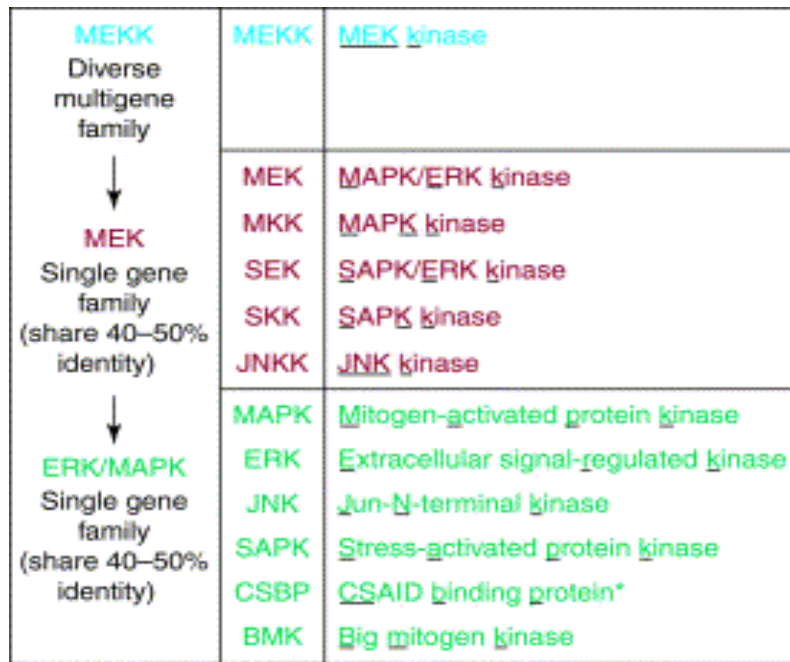 MEKK
Diverse
multigene
family
MEK
Single gene
family
(share 40–50%
identity)
ERK/MAPK
Single gene
family
(share 40–50%
identity)
MEKK MEK kinase
MEK MAPK/ERK kinase
MKK MAPK kinase
SEK SAPK/ERK kinase
SKK SAPK kinase
JNKK JNK kinase
MAPK Mitogen-activated protein kinase
ERK Extracellular signal-regulated kinase
JNK Jun-N-terminal kinase
SAPK Stress-activated protein kinase
CSBP CSAID binding protein*
BMK Big mitogen kinase